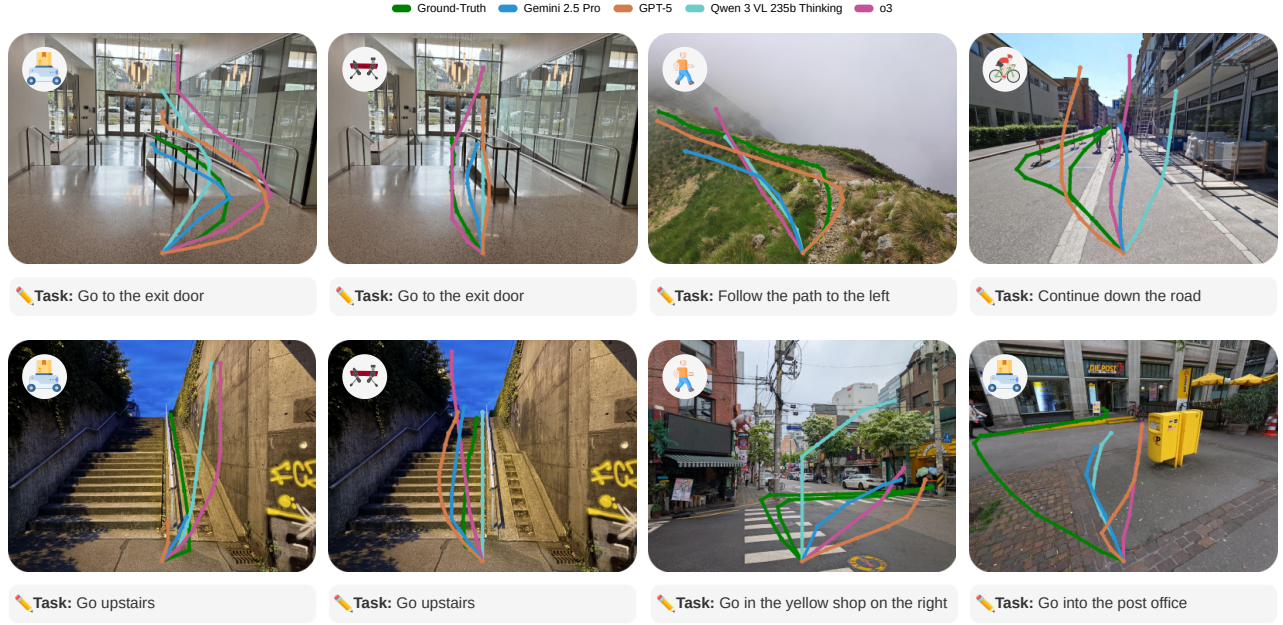 Ground-Truth Gemini 2.5 Pro GPT-5 Qwen 3 VL 235b Thinking o3
Task: Go to the exit door
Task: Go to the exit door
Task: Follow the path to the left
Task: Continue down the road
DIE POST
Task: Go upstairs
Task: Go upstairs
Task: Go in the yellow shop on the right
Task: Go into the post office